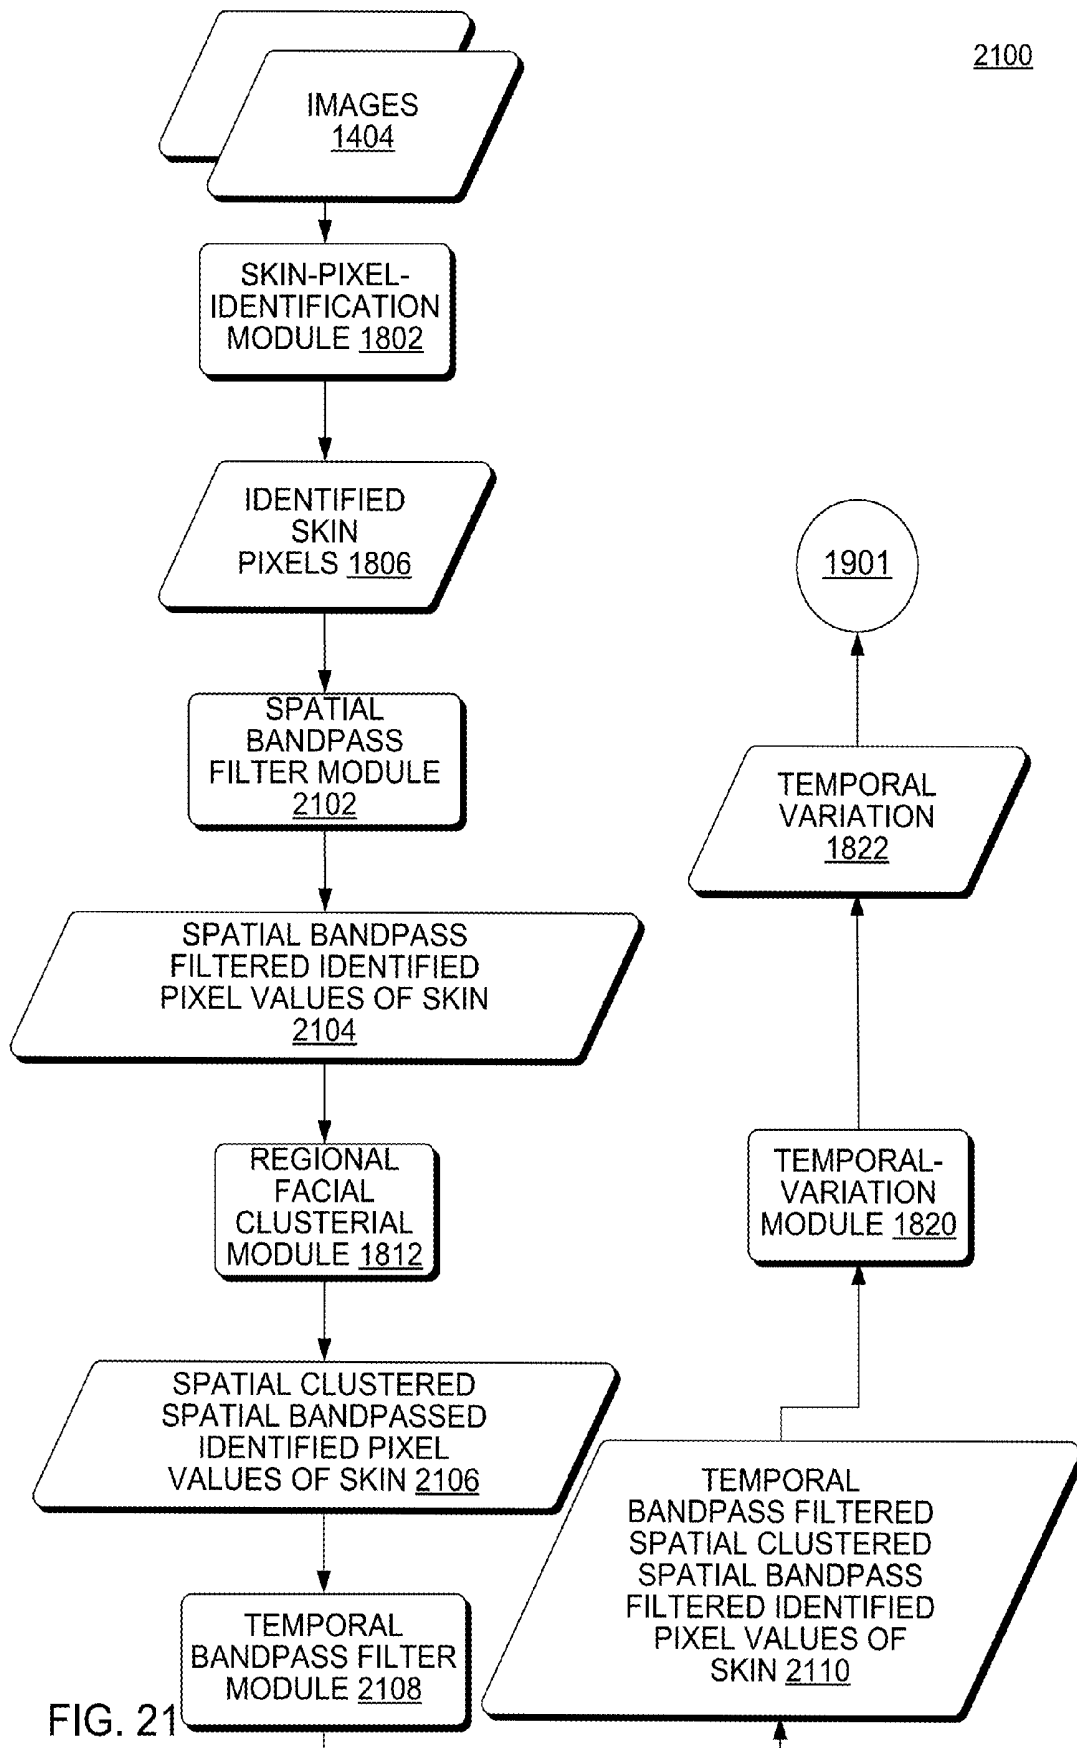 2100
IMAGES
1404
SKIN-PIXEL-
IDENTIFICATION
MODULE 1802
IDENTIFIED
SKIN
PIXELS 1806
SPATIAL
BANDPASS
FILTER MODULE
2102
SPATIAL BANDPASS
FILTERED IDENTIFIED
PIXEL VALUES OF SKIN
2104
REGIONAL
FACIAL
CLUSTERIAL
MODULE 1812
SPATIAL CLUSTERED
SPATIAL BANDPASSED
IDENTIFIED PIXEL
VALUES OF SKIN 2106
TEMPORAL
BANDPASS FILTER
MODULE 2108
TEMPORAL
BANDPASS FILTERED
SPATIAL CLUSTERED
SPATIAL BANDPASS
FILTERED IDENTIFIED
PIXEL VALUES OF
SKIN 2110
TEMPORAL-
VARIATION
MODULE 1820
TEMPORAL
VARIATION
1822
1901
FIG. 21